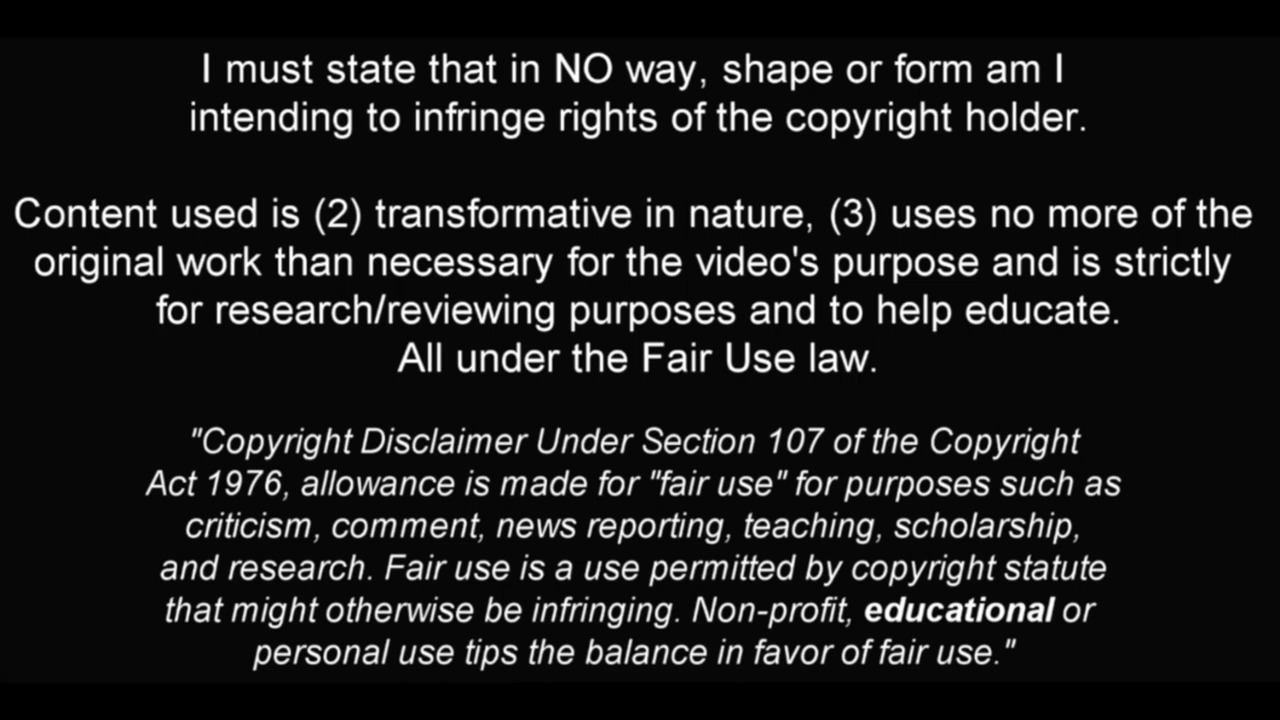 I must state that in NO way, shape or form am I
intending to infringe rights of the copyright holder.
Content used is (2) transformative in nature, (3) uses no more of the
original work than necessary for the video's purpose and is strictly
for research/reviewing purposes and to help educate.
All under the Fair Use law.
"Copyright Disclaimer Under Section 107 of the Copyright
Act 1976, allowance is made for "fair use" for purposes such as
criticism, comment, news reporting, teaching, scholarship,
and research. Fair use is a use permitted by copyright statute
that might otherwise be infringing. Non-profit, educational or
personal use tips the balance in favor of fair use."